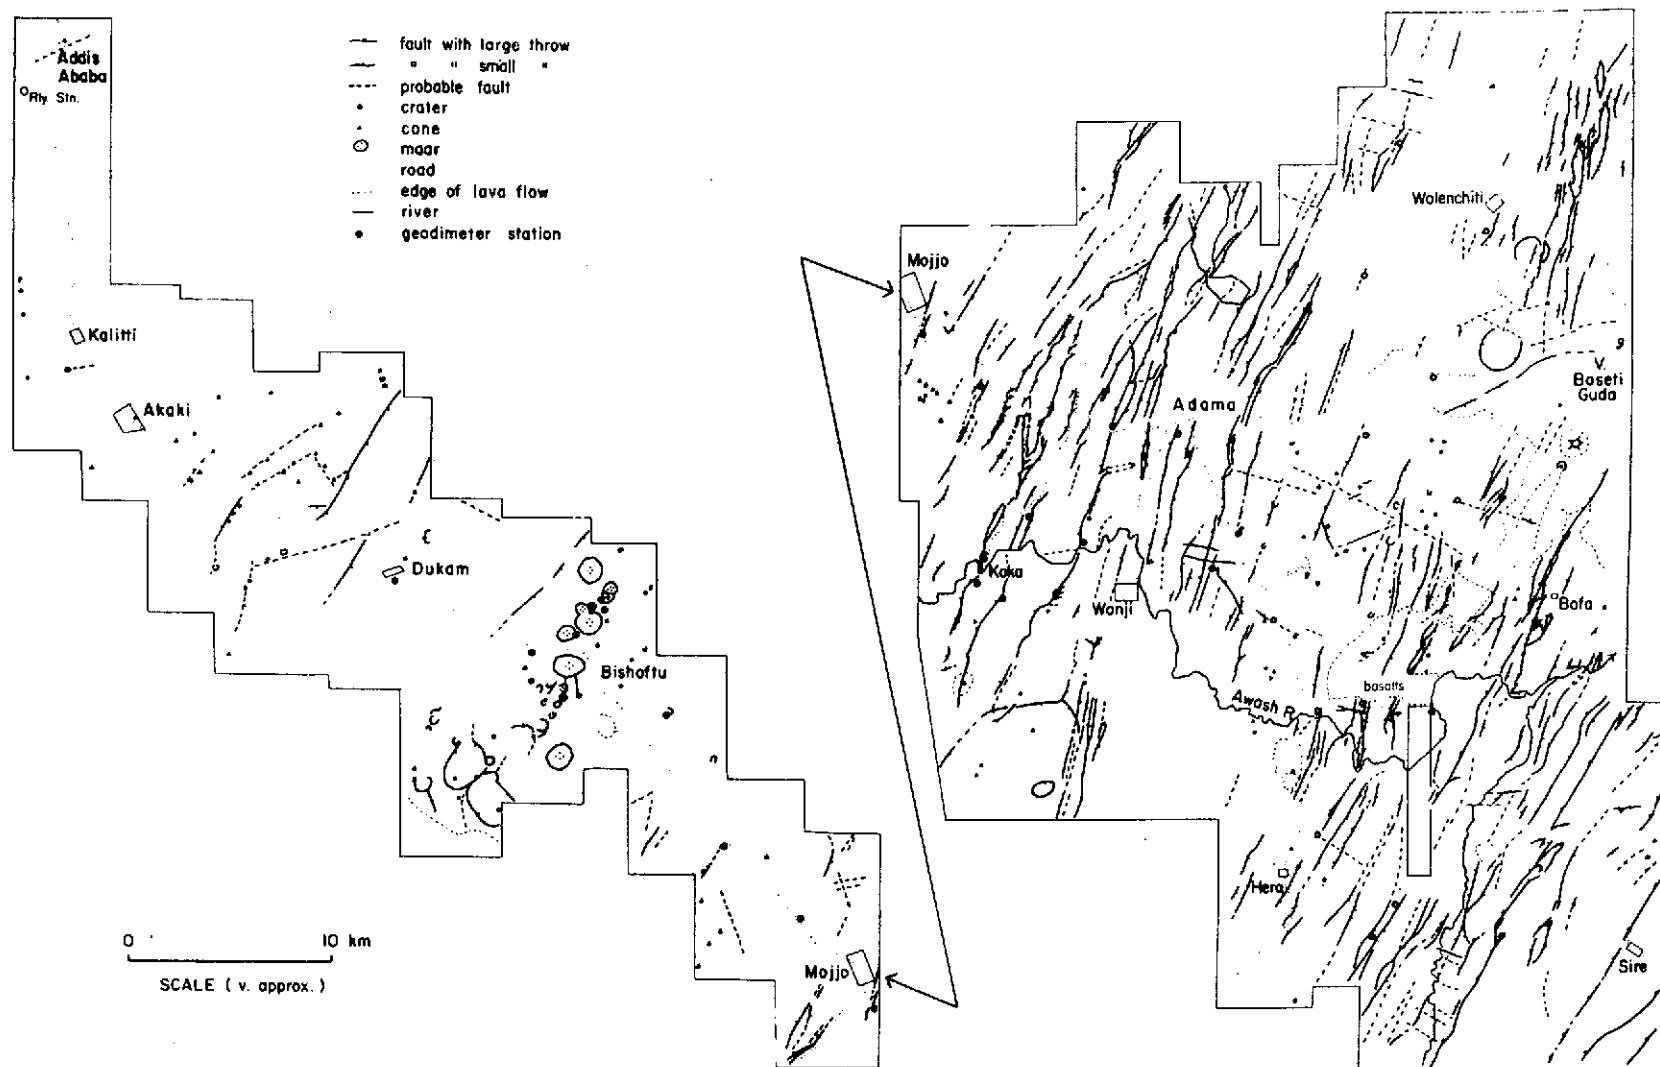 Addis
Ababa
Rly. Stn.
fault with large throw
" " small "
probable fault
crater
cone
maar
road
edge of lava flow
river
geodimeter station
Kalitti
Akaki
Dukam
Bishoftu
Mojjo
0 10 km
SCALE ( v. approx. )
Mojjo
Wolenchiti
V.
Boseti
Guda
Adama
Koka
Wonji
Bofa
Awash R.
basalts
Hera
Sire